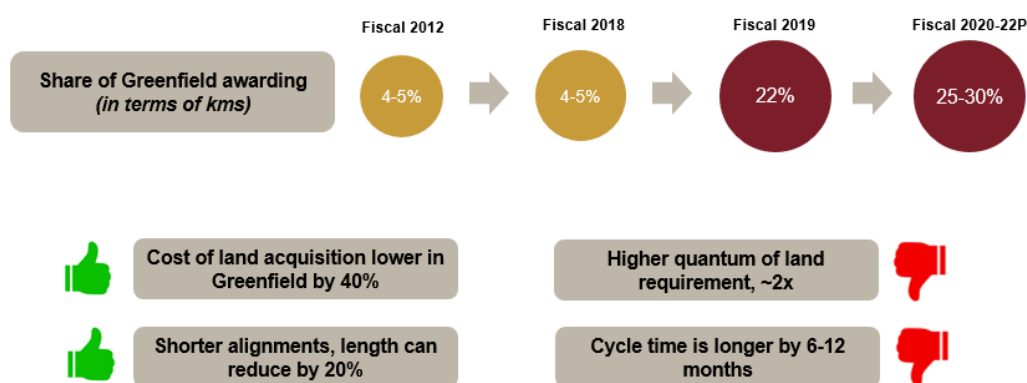 Fiscal 2012
Fiscal 2018
Fiscal 2019
Fiscal 2020-22P
Share of Greenfield awarding
(in terms of kms)
4-5%
4-5%
22%
25-30%
Cost of land acquisition lower in
Greenfield by 40%
Higher quantum of land
requirement, ~2x
Shorter alignments, length can
reduce by 20%
Cycle time is longer by 6-12
months